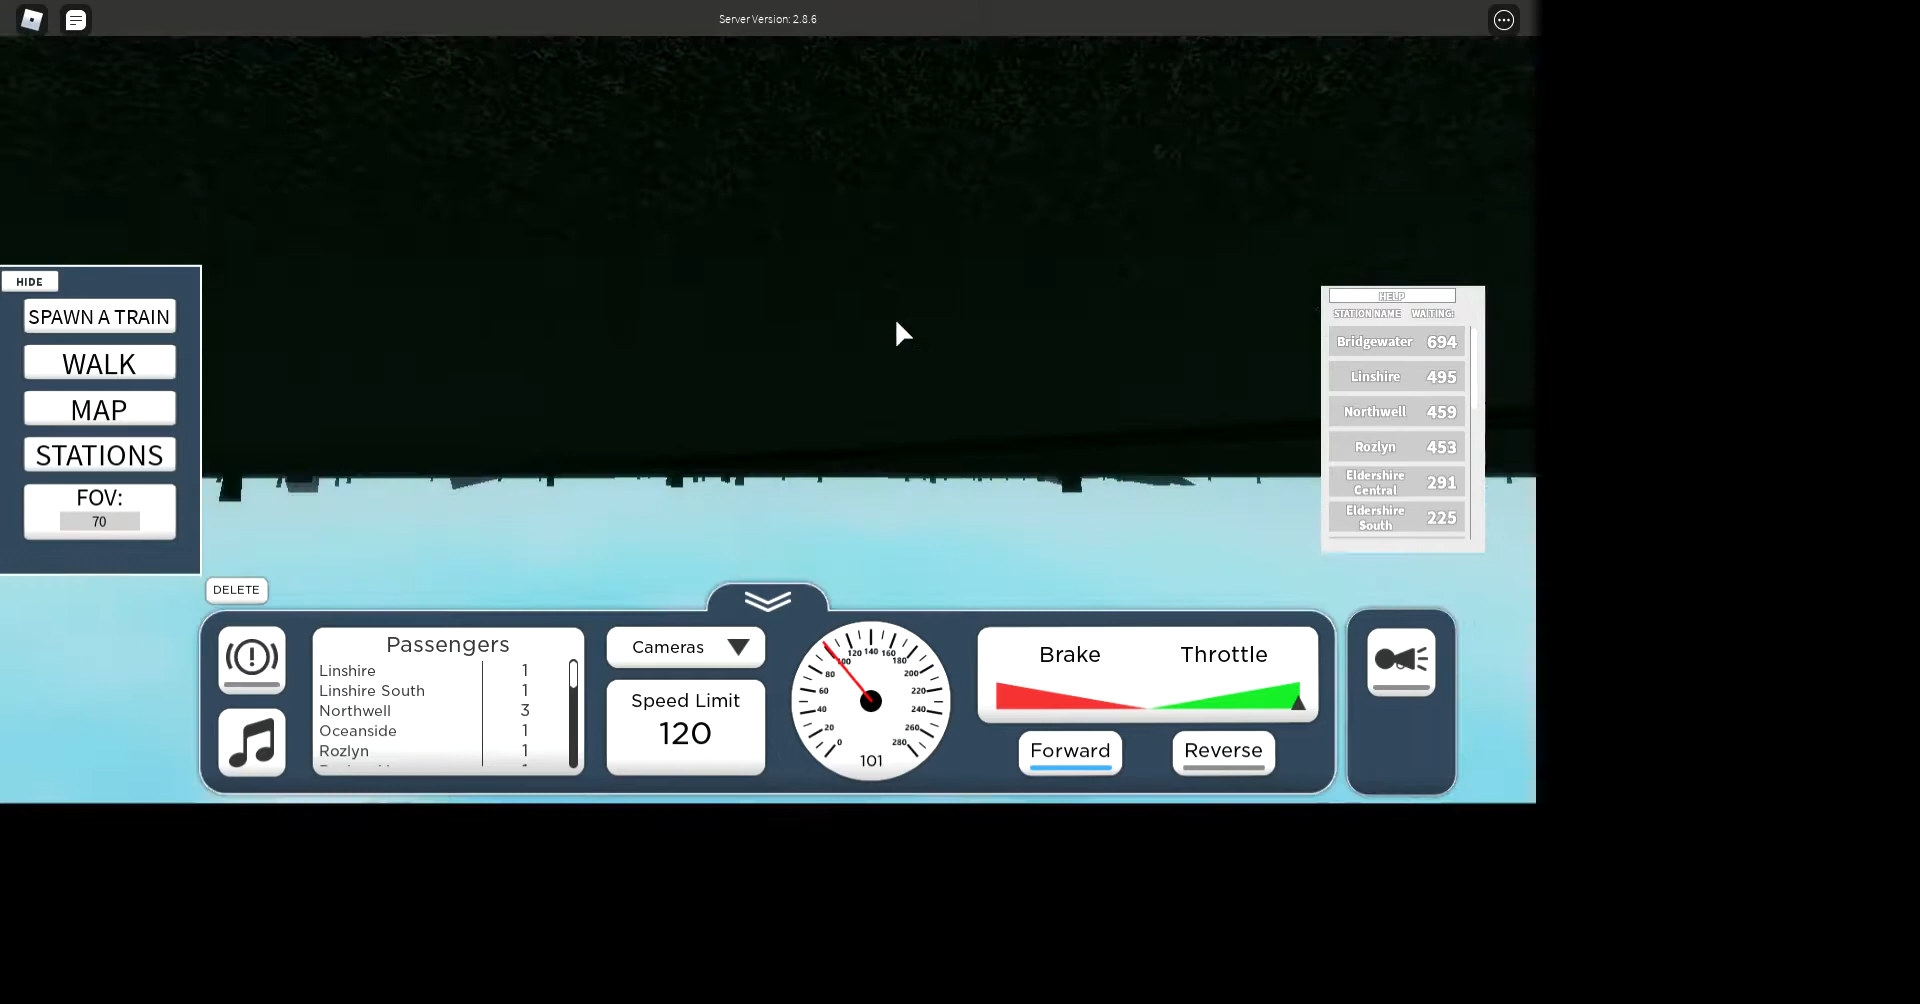 Server Version: 2.8.6
HIDE
SPAWN A TRAIN
WALK
MAP
STATIONS
FOV:
70
HELP
STATION NAME WAITING:
Bridgewater 694
Linshire 495
Northwell 459
Rozlyn 453
Eldershire
Central 291
Eldershire
South 225
DELETE
Passengers
Linshire 1
Linshire South 1
Northwell 3
Oceanside 1
Rozlyn 1
Cameras
Speed Limit
120
0 20 40 60 80 100 120 140 160 180 200 220 240 260 280
101
Brake Throttle
Forward Reverse